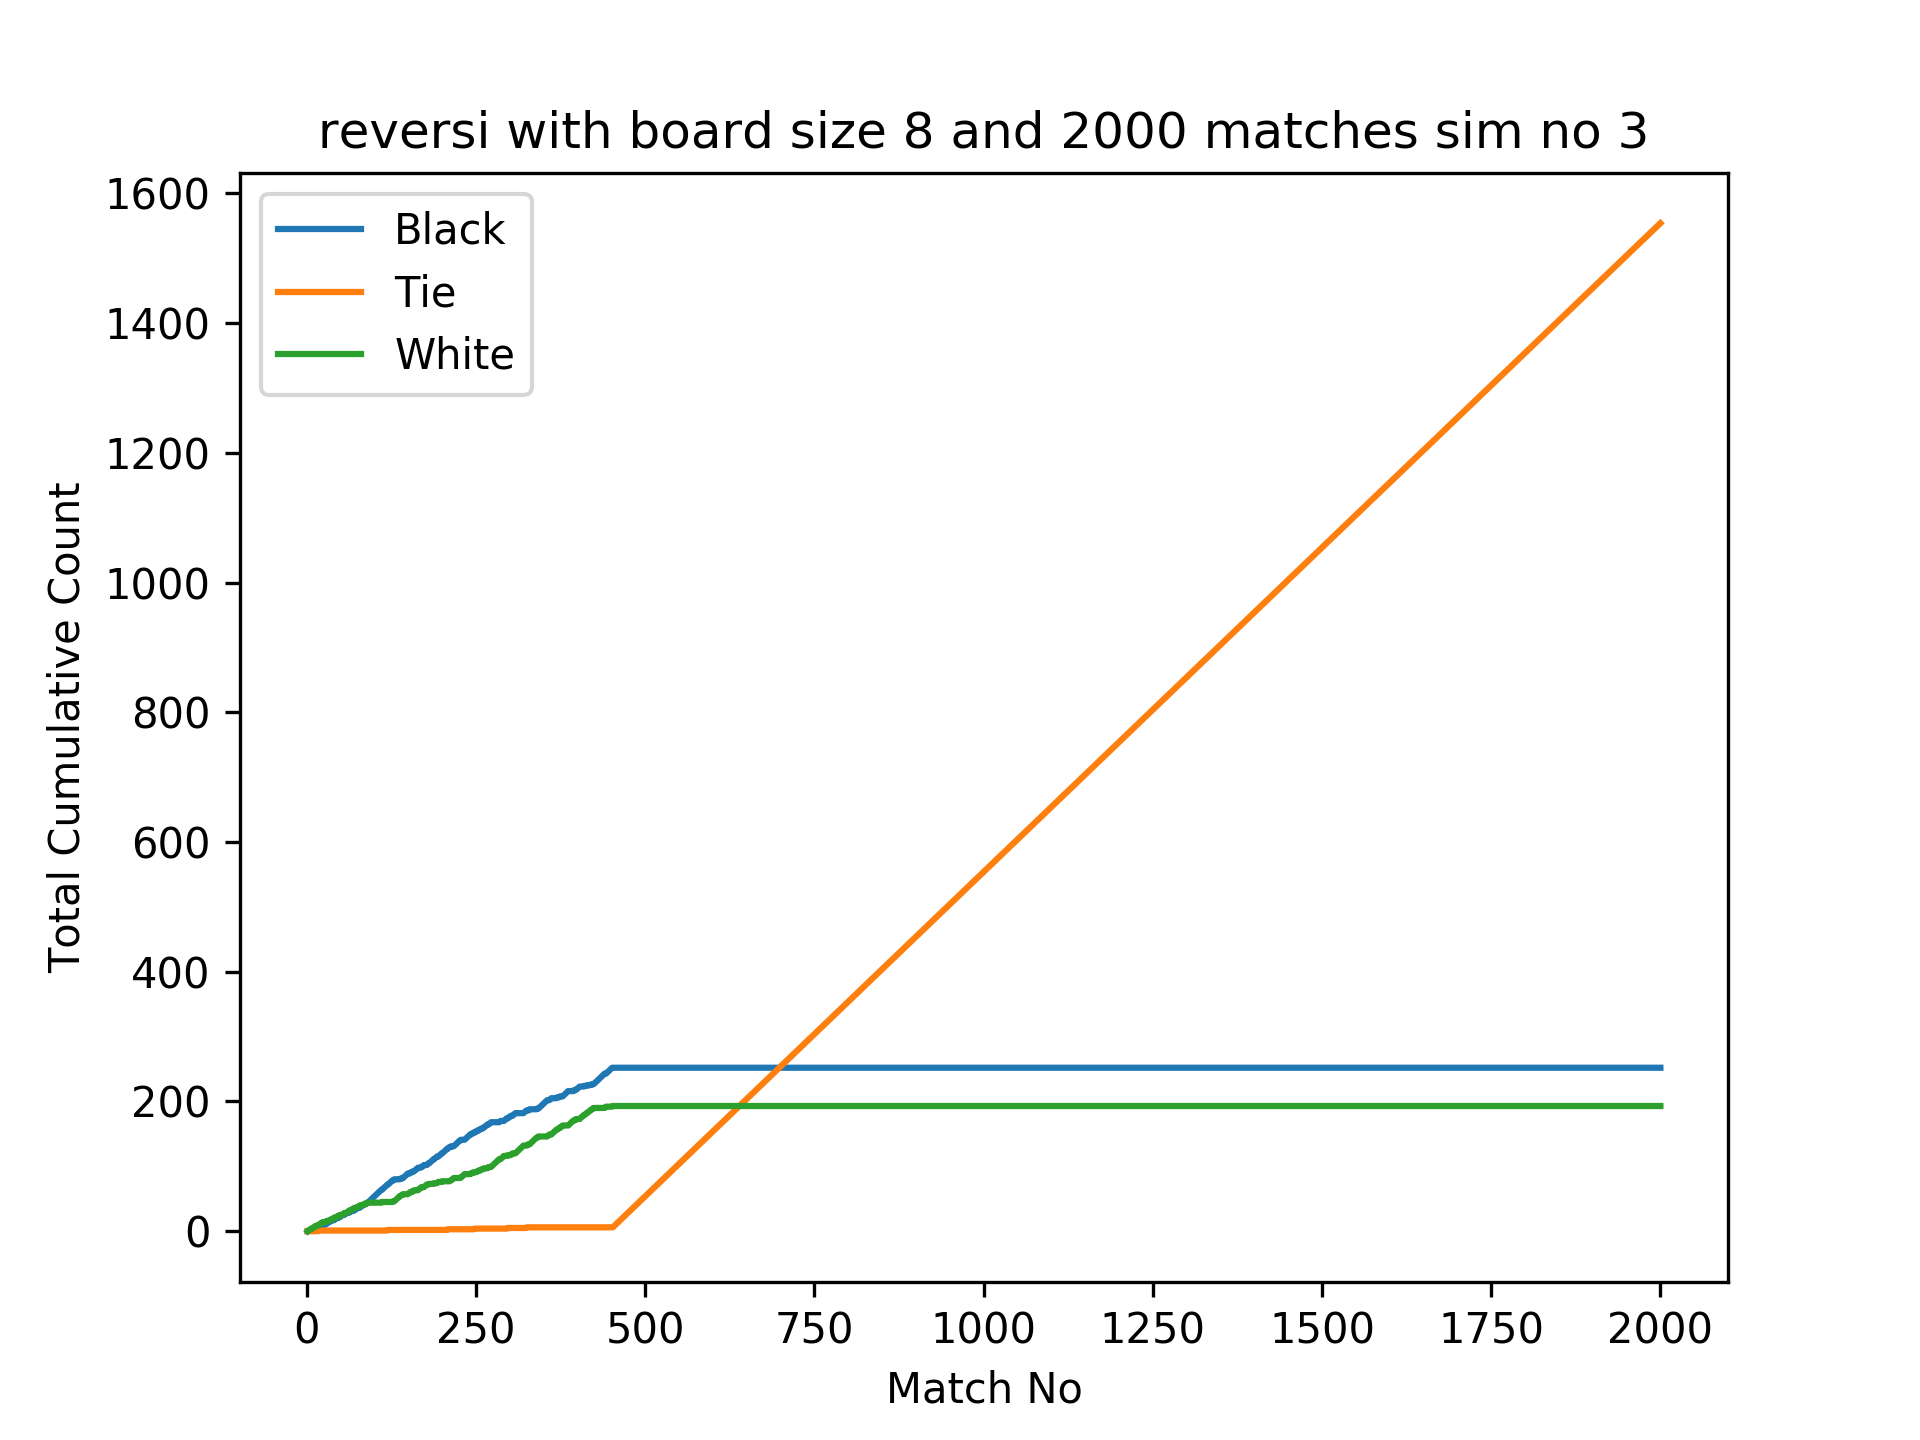 reversi with board size 8 and 2000 matches sim no 3
1600
1400
1200
1000
800
600
400
200
0
Total Cumulative Count
Black
Tie
White
0 250 500 750 1000 1250 1500 1750 2000
Match No